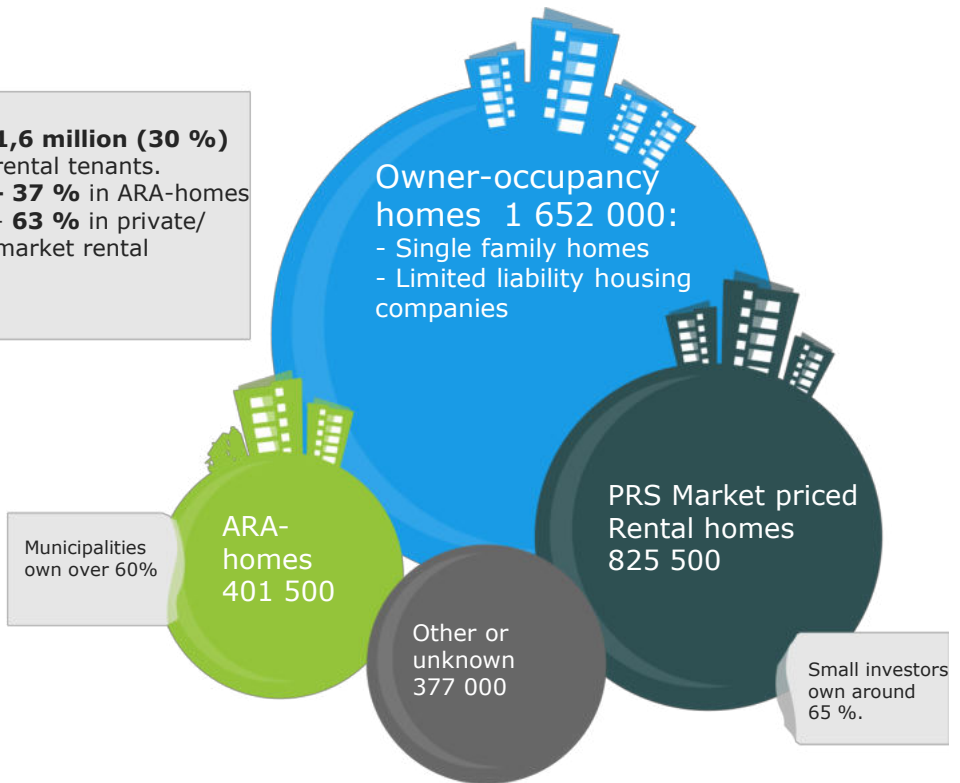 1,6 million (30 %)
rental tenants.
- 37 % in ARA-homes
- 63 % in private/
market rental
Owner-occupancy
homes 1 652 000:
- Single family homes
- Limited liability housing
companies
PRS Market priced
Rental homes
825 500
ARA-
homes
401 500
Municipalities
own over 60%
Other or
unknown
377 000
Small investors
own around
65 %.